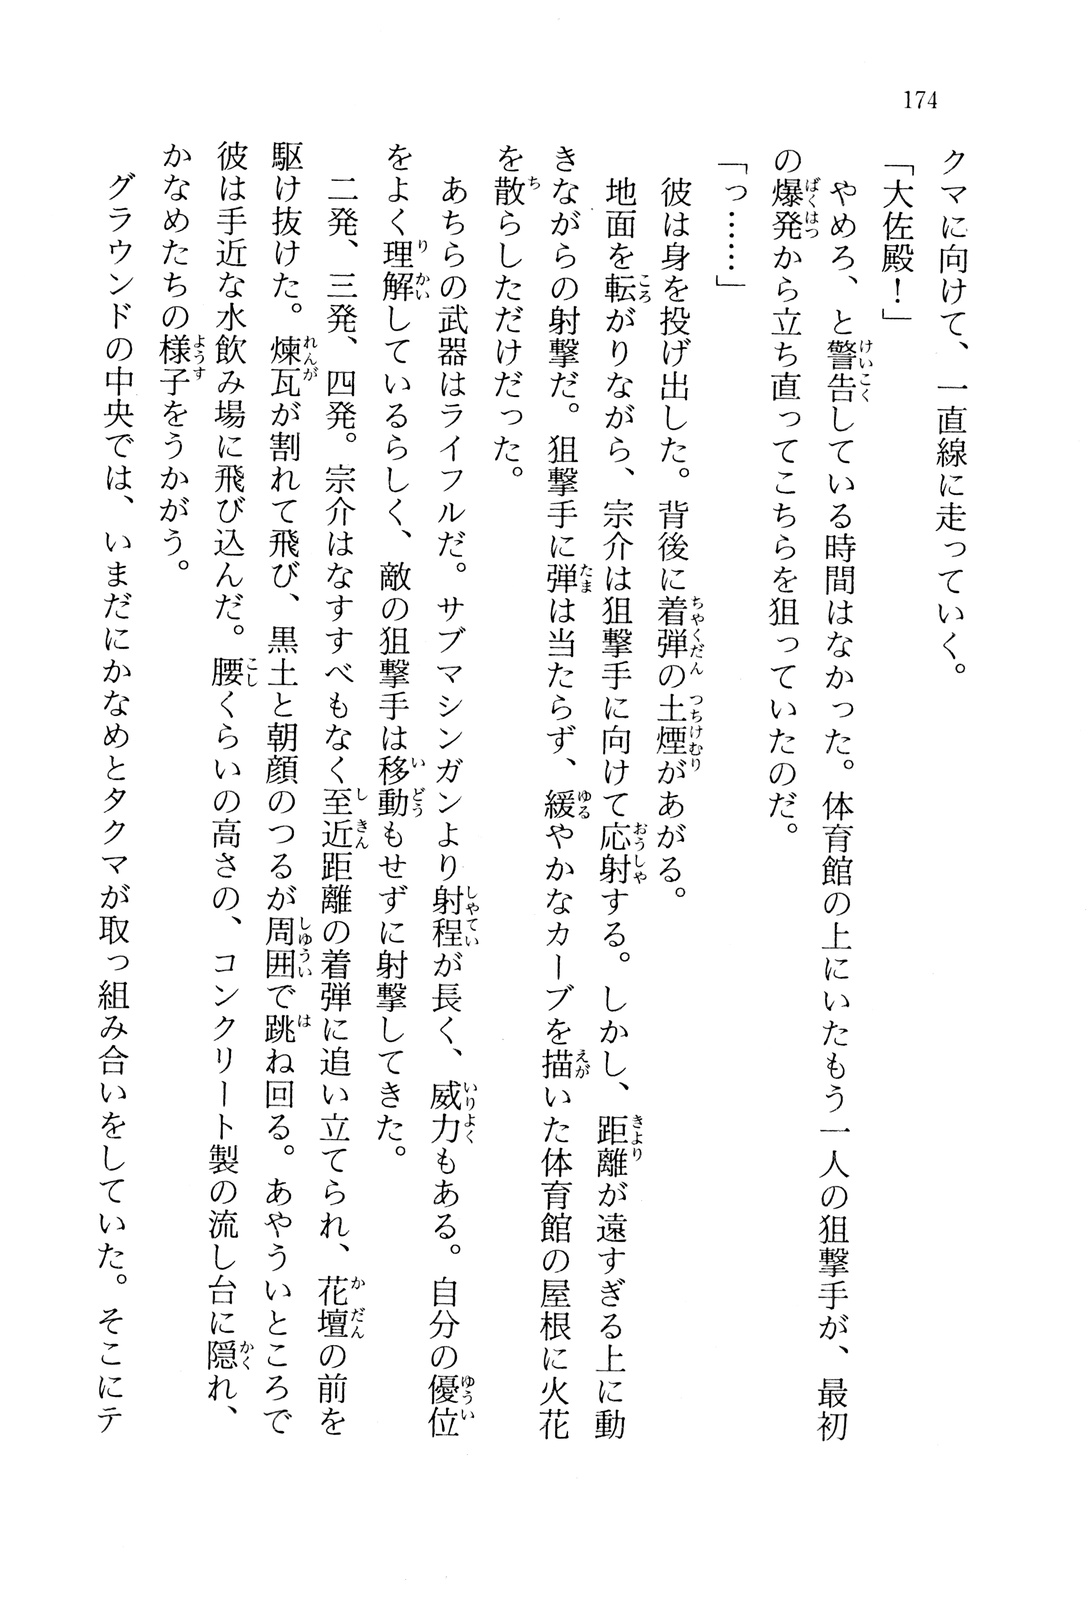 174
クマに向けて、一直線に走っていく。
「大佐殿！」
やめろ、と警告している時間はなかった。体育館の上にいたもう一人の狙撃手が、最初
の爆発から立ち直ってこちらを狙っていたのだ。
「っ……」
彼は身を投げ出した。背後に着弾の土煙があがる。
地面を転がりながら、宗介は狙撃手に向けて応射する。しかし、距離が遠すぎる上に動
きながらの射撃だ。狙撃手に弾は当たらず、緩やかなカーブを描いた体育館の屋根に火花
を散らしただけだった。
あちらの武器はライフルだ。サブマシンガンより射程が長く、威力もある。自分の優位
をよく理解しているらしく、敵の狙撃手は移動もせずに射撃してきた。
二発、三発、四発。宗介はなすすべもなく至近距離の着弾に追い立てられ、花壇の前を
駆け抜けた。煉瓦が割れて飛び、黒土と朝顔のつるが周囲で跳ね回る。あやういところで
彼は手近な水飲み場に飛び込んだ。腰くらいの高さの、コンクリート製の流し台に隠れ、
かなめたちの様子をうかがう。
グラウンドの中央では、いまだにかなめとタクマが取っ組み合いをしていた。そこにテ